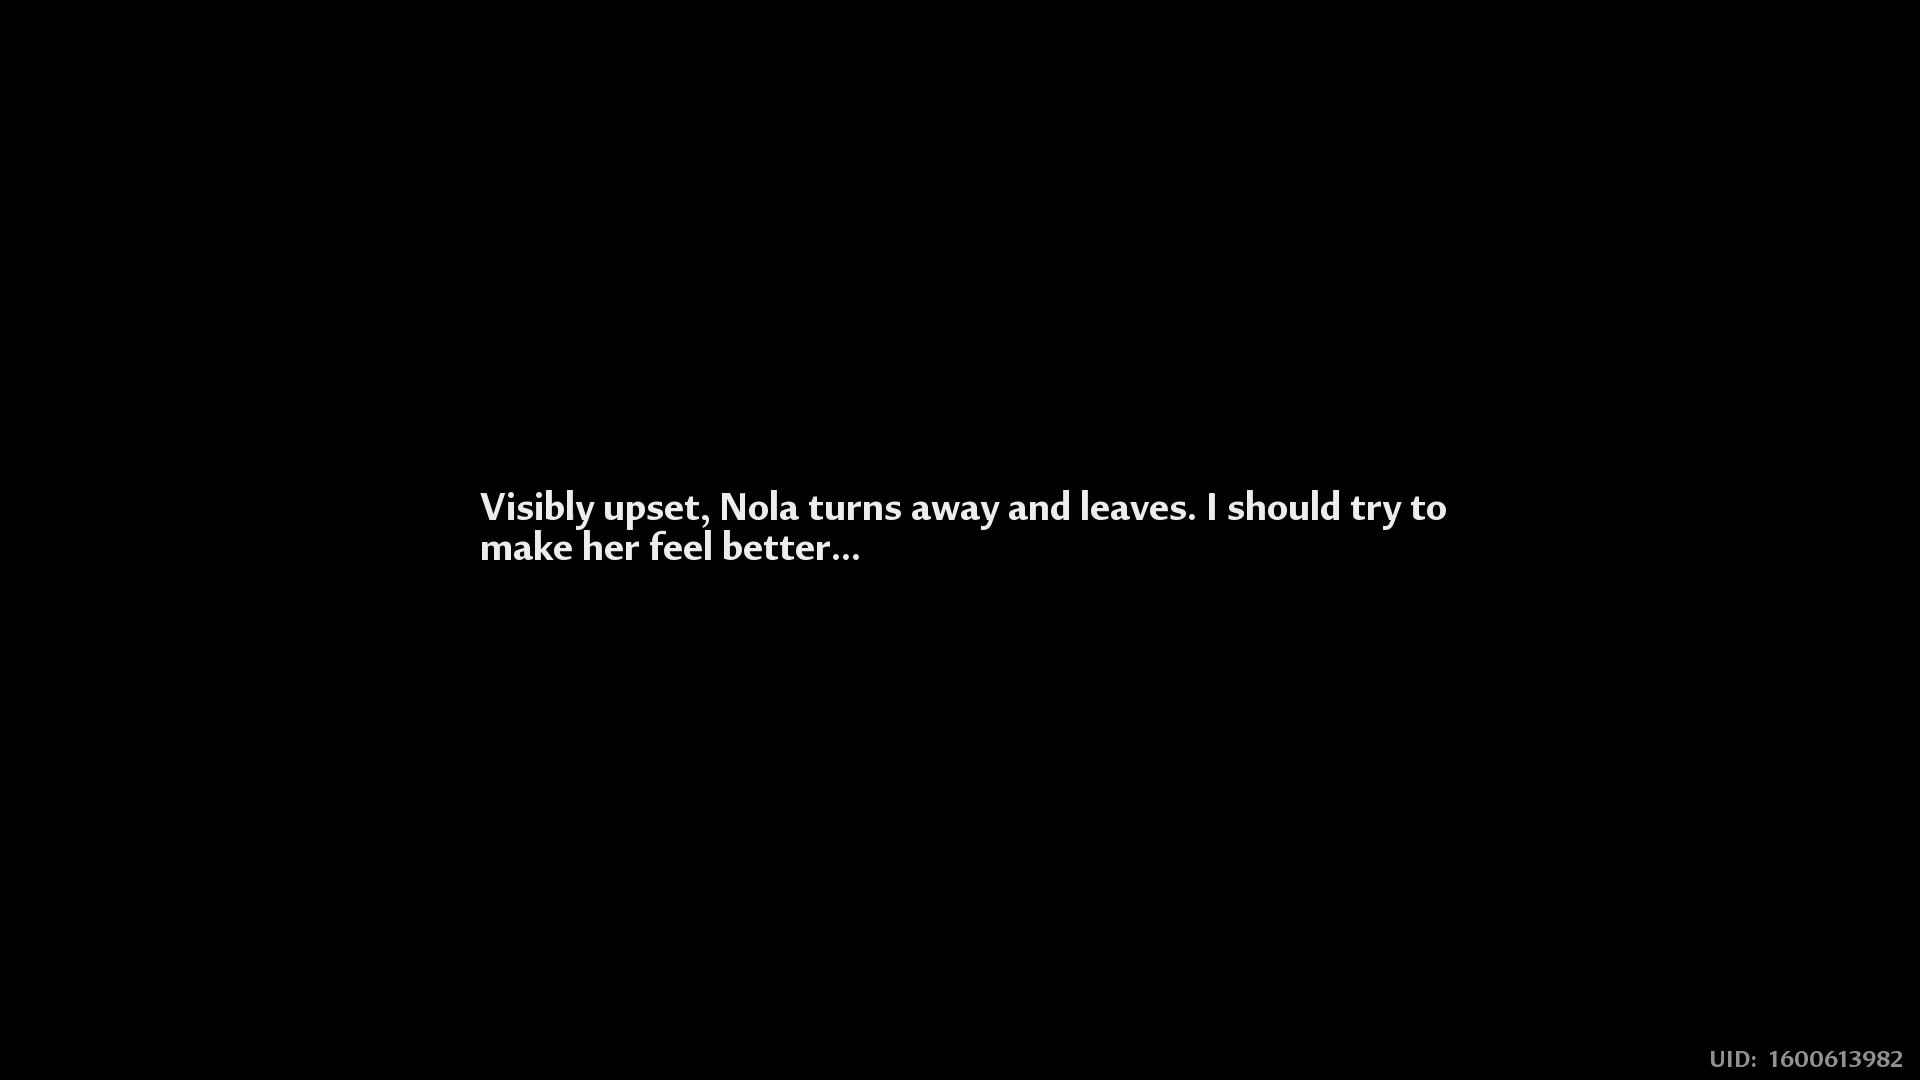 Visibly upset, Nola turns away and leaves. I should try to
make her feel better...
UID: 1600613982